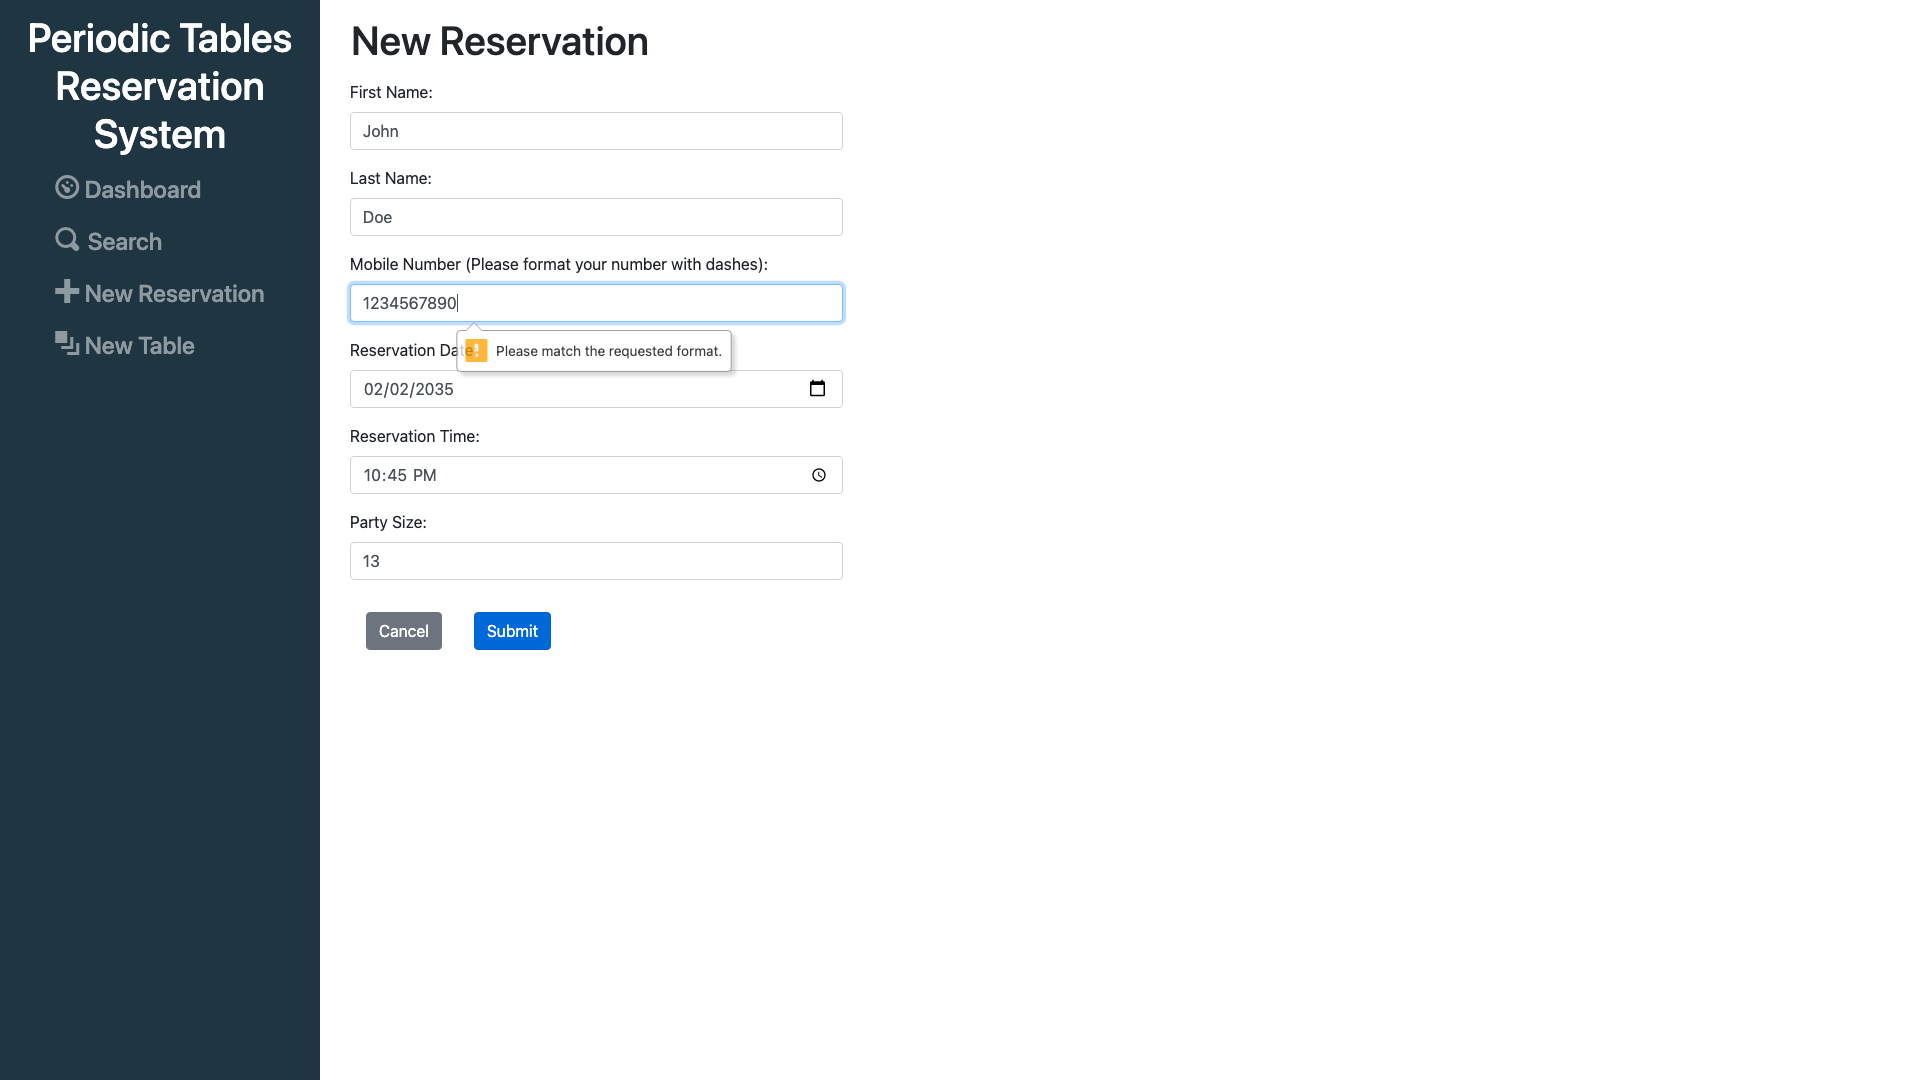 Periodic Tables
Reservation
System
Dashboard
Search
New Reservation
New Table
New Reservation
First Name:
John
Last Name:
Doe
Mobile Number (Please format your number with dashes):
1234567890
Please match the requested format.
Reservation Date
02/02/2035
Reservation Time:
10:45 PM
Party Size:
13
Cancel
Submit